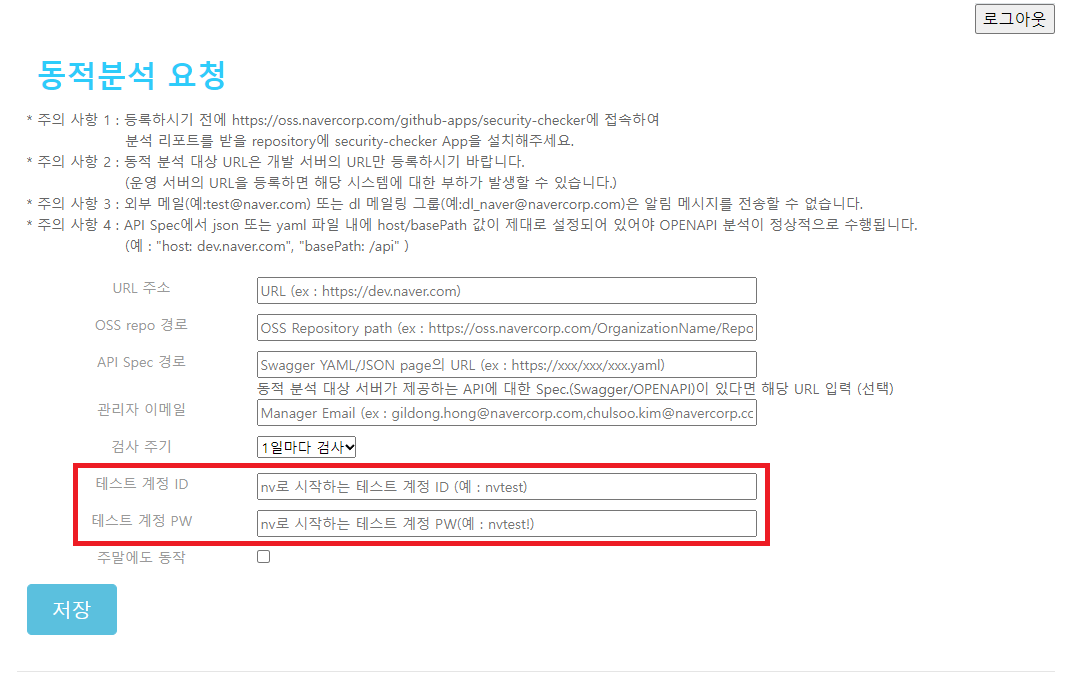 로그아웃
동적분석 요청
* 주의 사항 1 : 등록하시기 전에 https://oss.navercorp.com/github-apps/security-checker에 접속하여
분석 리포트를 받을 repository에 security-checker App을 설치해주세요.
* 주의 사항 2 : 동적 분석 대상 URL은 개발 서버의 URL만 등록하시기 바랍니다.
(운영 서버의 URL을 등록하면 해당 시스템에 대한 부하가 발생할 수 있습니다.)
* 주의 사항 3 : 외부 메일(예:test@naver.com) 또는 dl 메일링 그룹(예:dl_naver@navercorp.com)은 알림 메시지를 전송할 수 없습니다.
* 주의 사항 4 : API Spec에서 json 또는 yaml 파일 내에 host/basePath 값이 제대로 설정되어 있어야 OPENAPI 분석이 정상적으로 수행됩니다.
(예 : "host: dev.naver.com", "basePath: /api" )
URL 주소 URL (ex : https://dev.naver.com)
OSS repo 경로 OSS Repository path (ex : https://oss.navercorp.com/OrganizationName/Repo
API Spec 경로 Swagger YAML/JSON page의 URL (ex : https://xxx/xxx/xxx.yaml)
동적 분석 대상 서버가 제공하는 API에 대한 Spec.(Swagger/OPENAPI)이 있다면 해당 URL 입력 (선택)
관리자 이메일 Manager Email (ex : gildong.hong@navercorp.com,chulsoo.kim@navercorp.cc
검사 주기 1일마다 검사
테스트 계정 ID nv로 시작하는 테스트 계정 ID (예 : nvtest)
테스트 계정 PW nv로 시작하는 테스트 계정 PW(예 : nvtest!)
주말에도 동작
저장